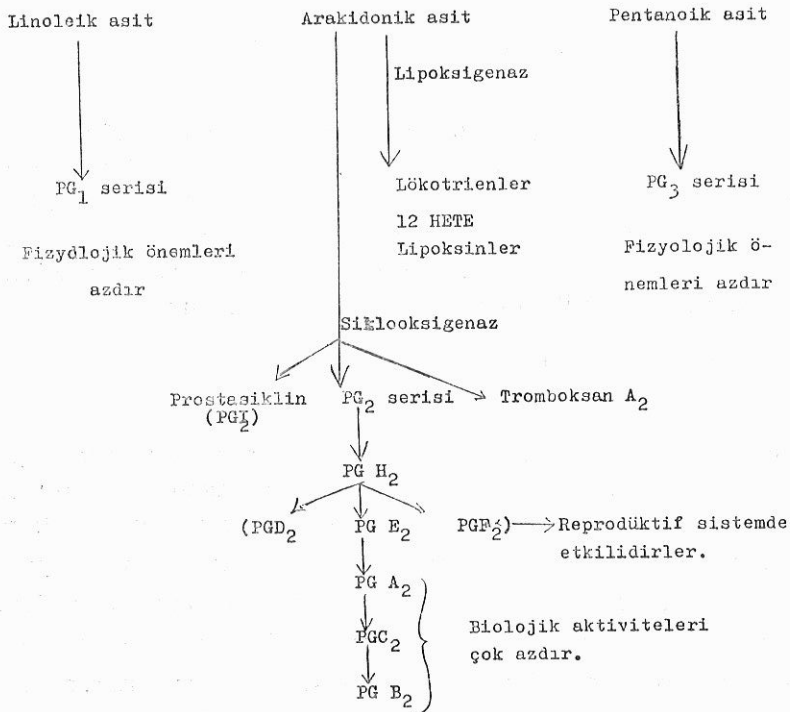 Linoleik asit
Arakidonik asit
Pentanoik asit
Lipoksigenaz
PG1 serisi
Lökotrienler
PG3 serisi
12 HETE
Lipoksinler
Fizyolojik önemleri
azdır
Fizyolojik ö-
nemleri azdır
Siklooksigenaz
Prostasiklin
(PGI2)
PG2 serisi
Tromboksan A2
PG H2
(PGD2
PG E2
PGF2)
Reprodüktif sistemde
etkilidirler.
PG A2
PGC2
PG B2
Biolojik aktiviteleri
çok azdır.